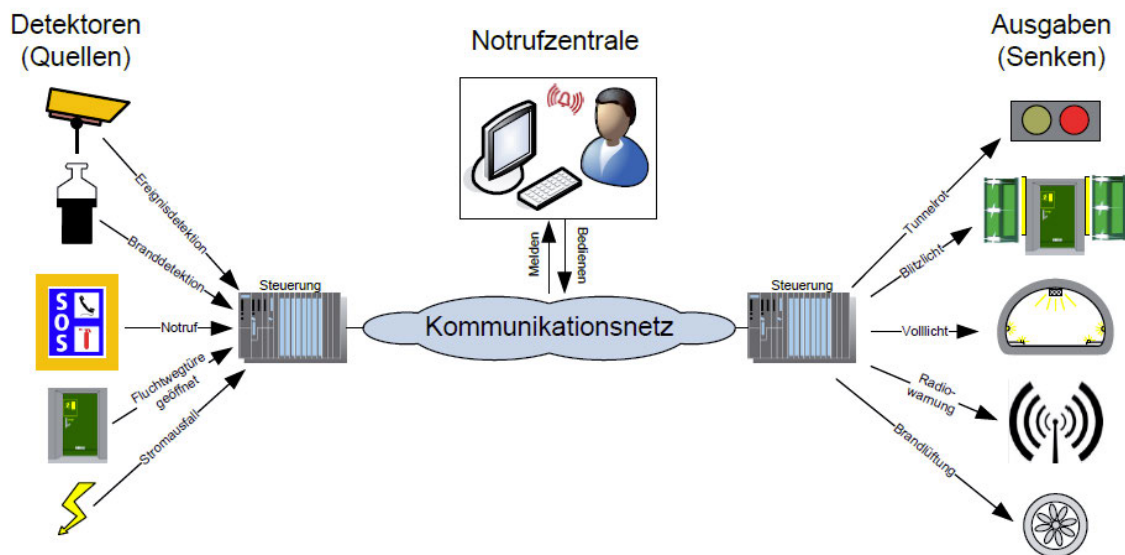 Detektoren
(Quellen)
Notrufzentrale
Ausgaben
(Senken)
Ereignisdetektion
Branddetektion
SOS
Notruf
Fluchtwegtüre
geöffnet
Stromausfall
Steuerung
Melden
Bedienen
Kommunikationsnetz
Steuerung
Tunnelrot
Blitzlicht
Volllicht
Radio-
warnung
Brandlüftung